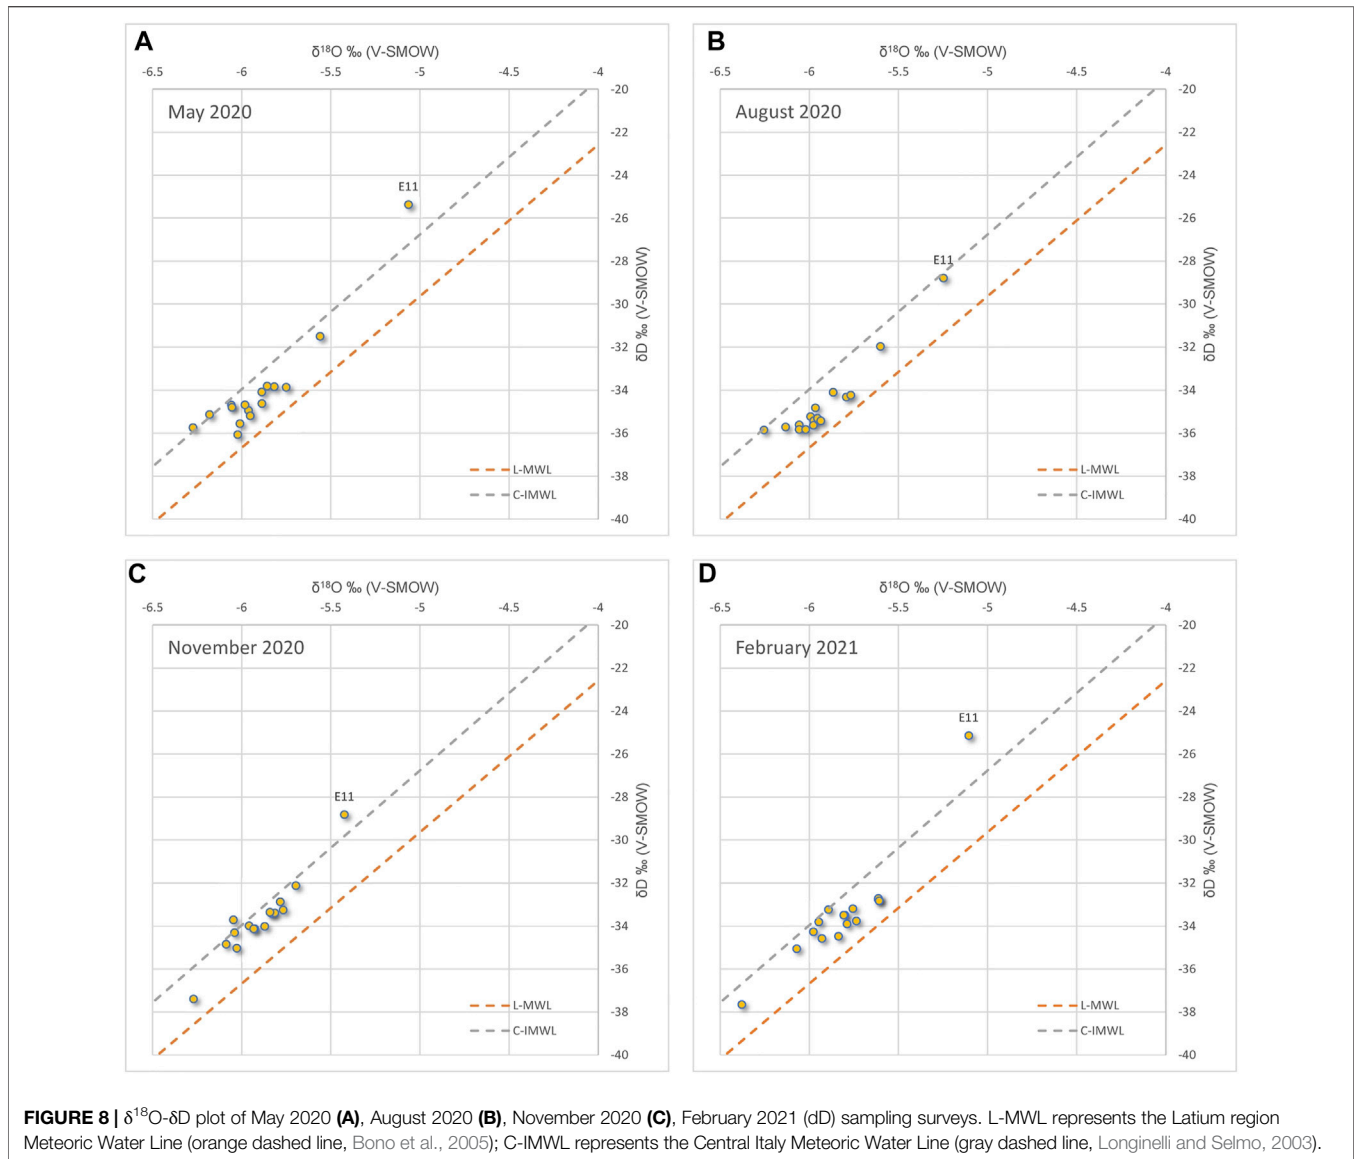 A
δ18O ‰ (V-SMOW)
-6.5 -6 -5.5 -5 -4.5 -4
May 2020
E11
-20
-22
-24
-26
-28
-30
-32
-34
-36
-38
-40
δD ‰ (V-SMOW)
L-MWL
C-IMWL
B
δ18O ‰ (V-SMOW)
-6.5 -6 -5.5 -5 -4.5 -4
August 2020
E11
-20
-22
-24
-26
-28
-30
-32
-34
-36
-38
-40
δD ‰ (V-SMOW)
L-MWL
C-IMWL
C
δ18O ‰ (V-SMOW)
-6.5 -6 -5.5 -5 -4.5 -4
November 2020
E11
-20
-22
-24
-26
-28
-30
-32
-34
-36
-38
-40
δD ‰ (V-SMOW)
L-MWL
C-IMWL
D
δ18O ‰ (V-SMOW)
-6.5 -6 -5.5 -5 -4.5 -4
February 2021
E11
-20
-22
-24
-26
-28
-30
-32
-34
-36
-38
-40
δD ‰ (V-SMOW)
L-MWL
C-IMWL
FIGURE 8 | δ18O-δD plot of May 2020 (A), August 2020 (B), November 2020 (C), February 2021 (dD) sampling surveys. L-MWL represents the Latium region
Meteoric Water Line (orange dashed line, Bono et al., 2005); C-IMWL represents the Central Italy Meteoric Water Line (gray dashed line, Longinelli and Selmo, 2003).